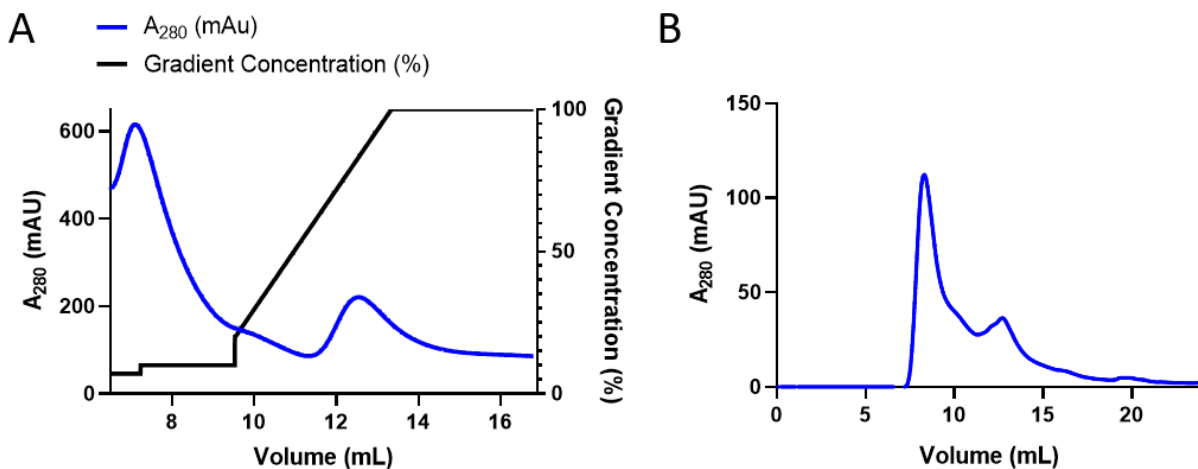 A
A280 (mAu)
Gradient Concentration (%)
600
400
200
0
A280 (mAU)
8
10
12
14
16
Volume (mL)
100
50
0
Gradient Concentration (%)
B
150
100
50
0
A280 (mAU)
0
5
10
15
20
Volume (mL)